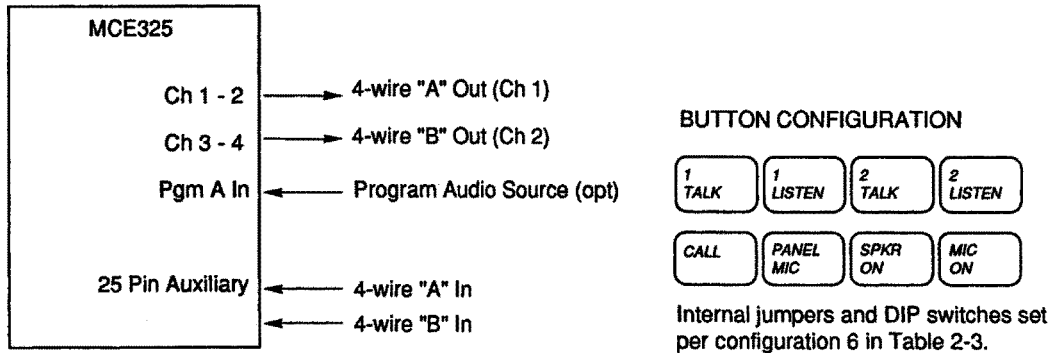 MCE325
Ch 1 - 2
4-wire "A" Out (Ch 1)
Ch 3 - 4
4-wire "B" Out (Ch 2)
Pgm A In
Program Audio Source (opt)
25 Pin Auxiliary
4-wire "A" In
4-wire "B" In
BUTTON CONFIGURATION
1 TALK
1 LISTEN
2 TALK
2 LISTEN
CALL
PANEL MIC
SPKR ON
MIC ON
Internal jumpers and DIP switches set
per configuration 6 in Table 2-3.